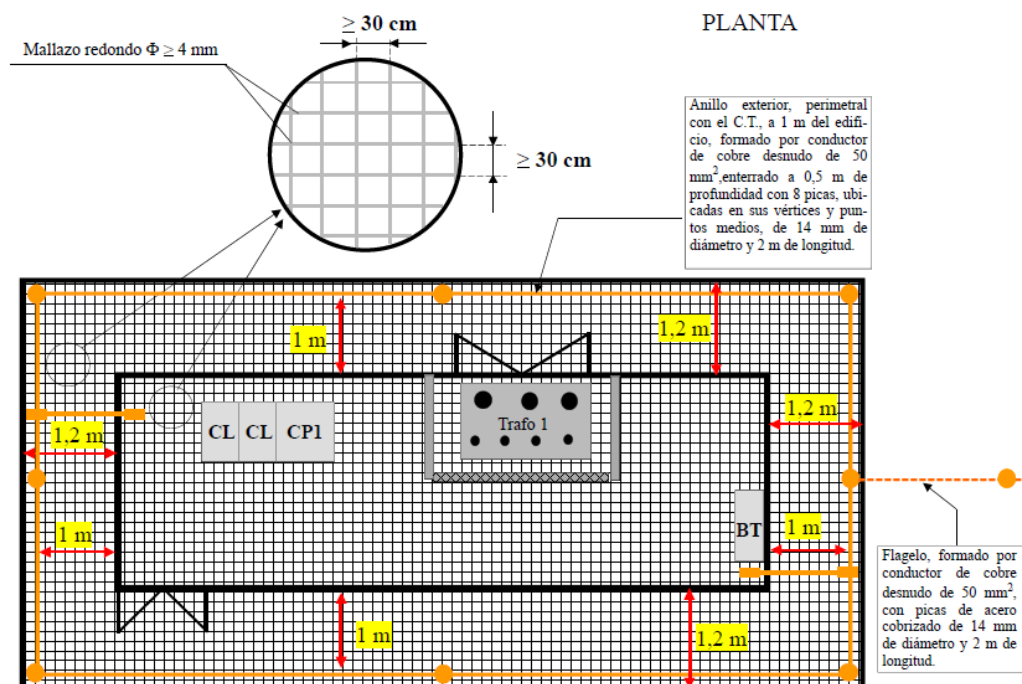 PLANTA
≥ 30 cm
Mallazo redondo Φ ≥ 4 mm
≥ 30 cm
Anillo exterior, perimetral
con el C.T., a 1 m del edifi-
cio, formado por conductor
de cobre desnudo de 50
mm²,enterrado a 0,5 m de
profundidad con 8 picas, ubi-
cadas en sus vértices y pun-
tos medios, de 14 mm de
diámetro y 2 m de longitud.
1 m
1,2 m
1,2 m
CL CL CP1
Trafo 1
1,2 m
1 m
BT
1 m
1 m
1,2 m
Flagelo, formado por
conductor de cobre
desnudo de 50 mm²,
con picas de acero
cobrizado de 14 mm
de diámetro y 2 m de
longitud.